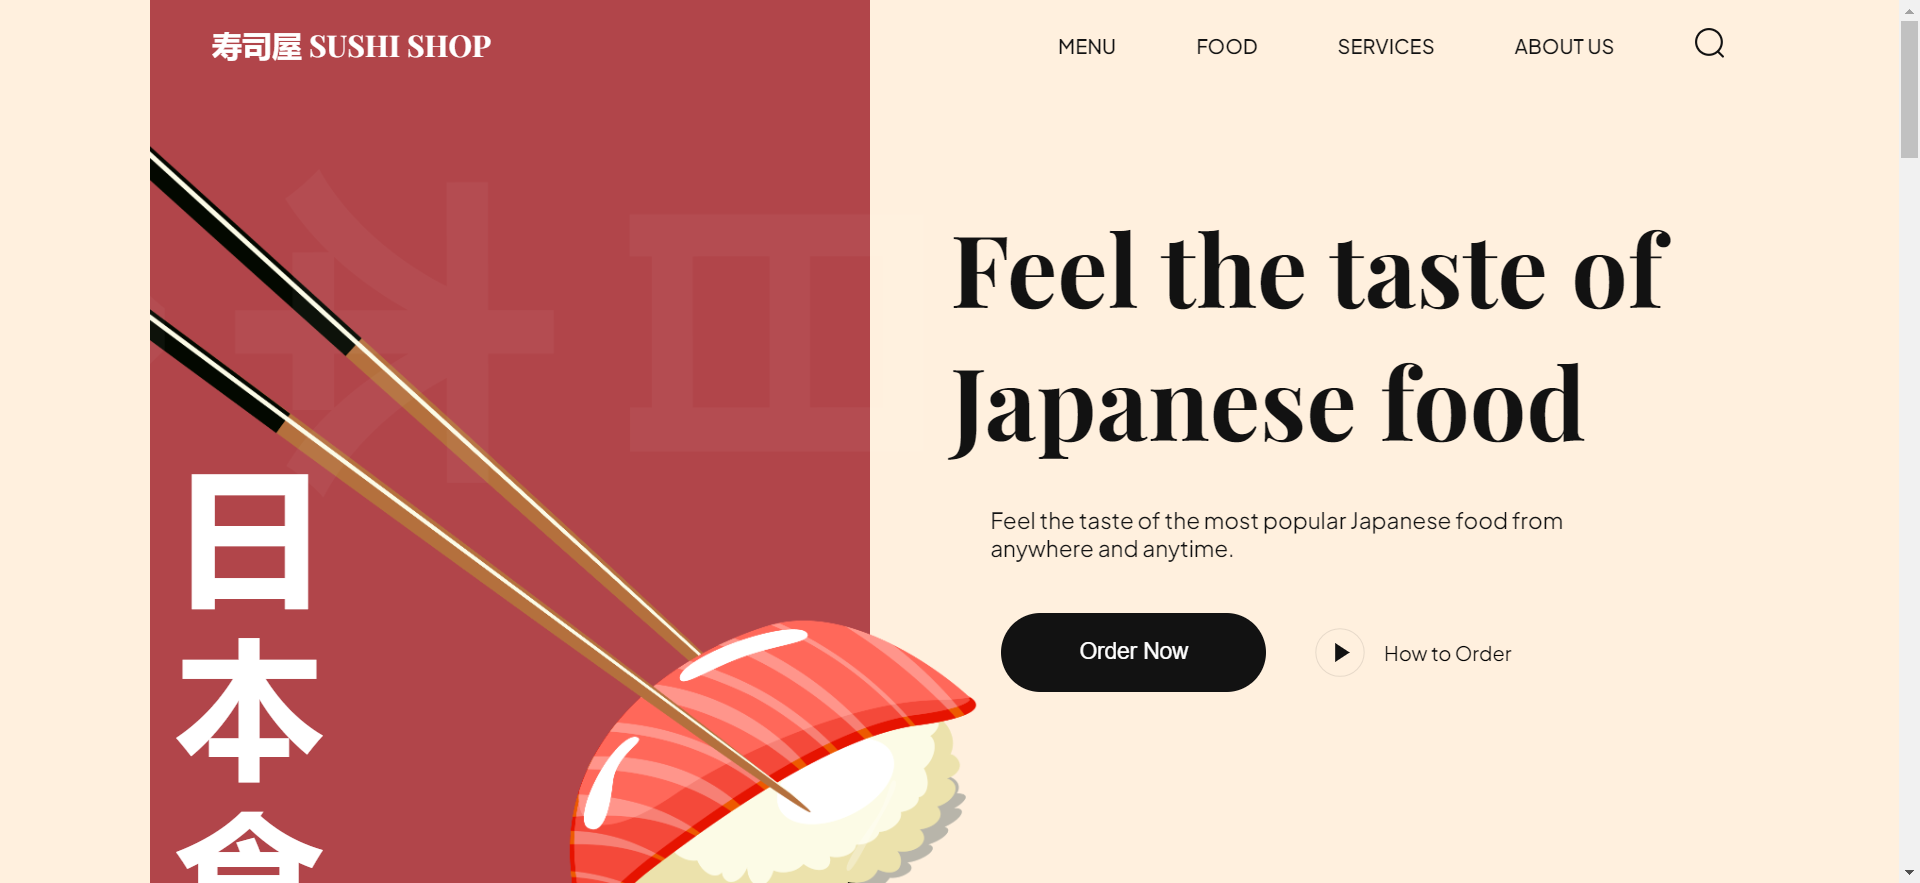 寿司屋 SUSHI SHOP
MENU
FOOD
SERVICES
ABOUT US
Feel the taste of
Japanese food
Feel the taste of the most popular Japanese food from
anywhere and anytime.
Order Now
How to Order
日
本
食